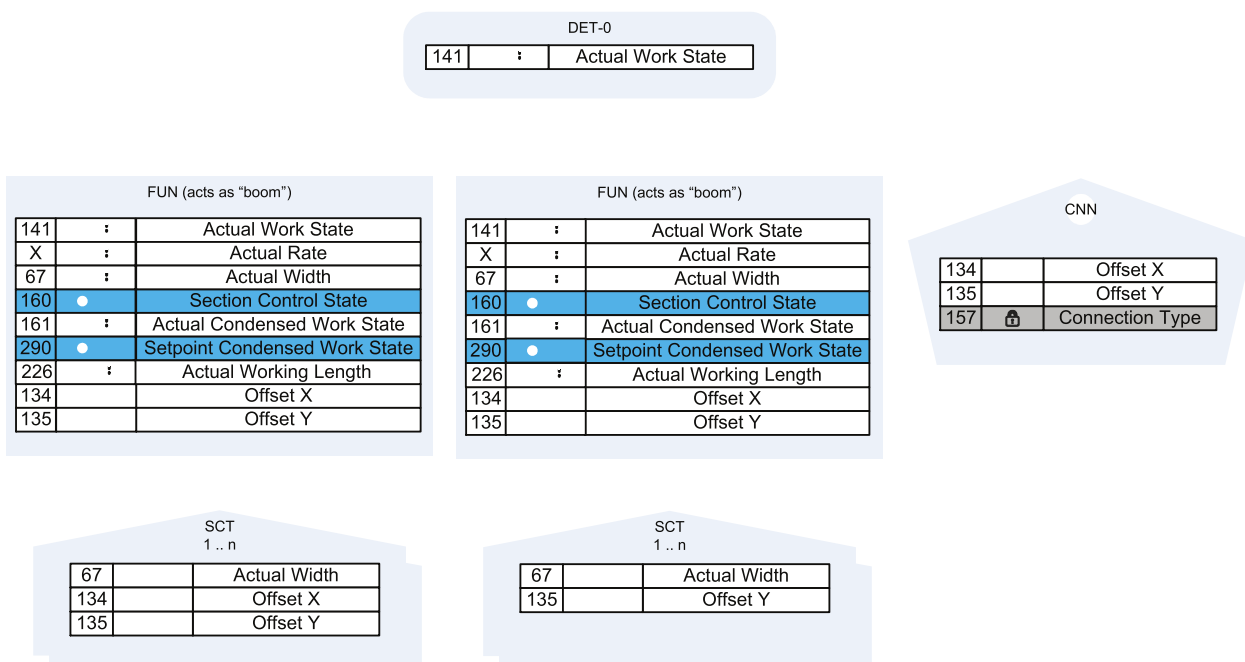 DET-0
141 Actual Work State
FUN (acts as “boom”)
141 Actual Work State
X Actual Rate
67 Actual Width
160 Section Control State
161 Actual Condensed Work State
290 Setpoint Condensed Work State
226 Actual Working Length
134 Offset X
135 Offset Y
FUN (acts as “boom”)
141 Actual Work State
X Actual Rate
67 Actual Width
160 Section Control State
161 Actual Condensed Work State
290 Setpoint Condensed Work State
226 Actual Working Length
134 Offset X
135 Offset Y
CNN
134 Offset X
135 Offset Y
157 Connection Type
SCT
1 .. n
67 Actual Width
134 Offset X
135 Offset Y
SCT
1 .. n
67 Actual Width
135 Offset Y